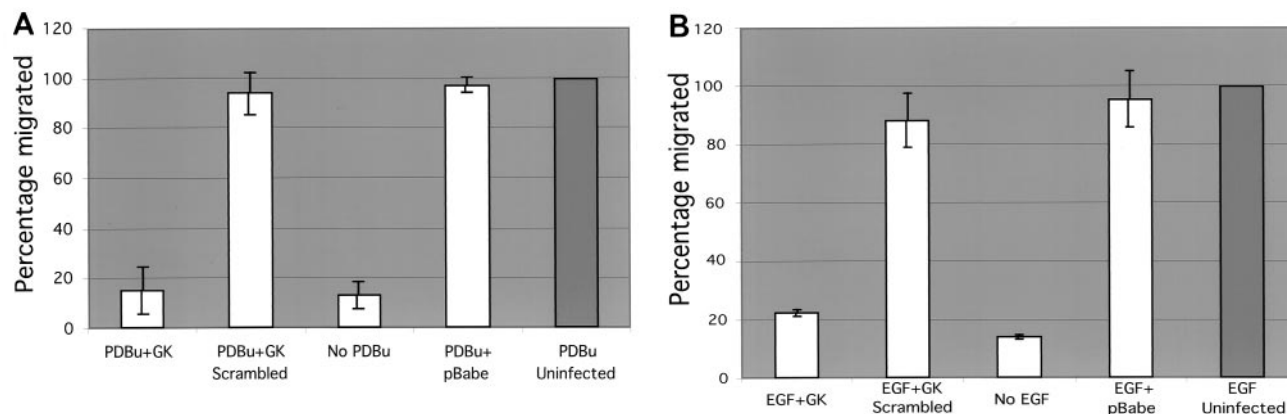 A
Percentage migrated
120
100
80
60
40
20
0
PDBu+GK
PDBu+GK
Scrambled
No PDBu
PDBu+
pBabe
PDBu
Uninfected
B
Percentage migrated
120
100
80
60
40
20
0
EGF+GK
EGF+GK
Scrambled
No EGF
EGF+
pBabe
EGF
Uninfected